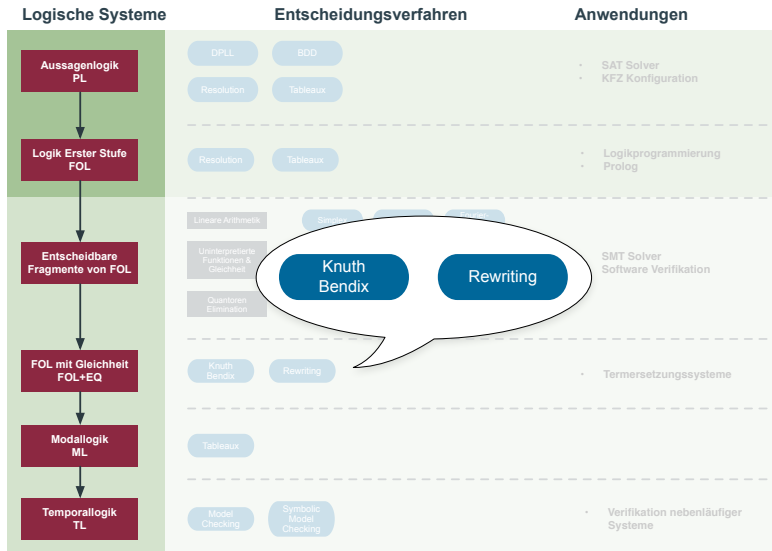 Logische Systeme
Entscheidungsverfahren
Anwendungen
Aussagenlogik
PL
DPLL
BDD
Resolution
Tableaux
• SAT Solver
• KFZ Konfiguration
Logik Erster Stufe
FOL
Resolution
Tableaux
• Logikprogrammierung
• Prolog
Entscheidbare
Fragmente von FOL
Lineare Arithmetik
Uninterpretierte
Funktionen &
Gleichheit
Quantoren
Elimination
Knuth
Bendix
Rewriting
SMT Solver
Software Verifikation
FOL mit Gleichheit
FOL+EQ
Knuth
Bendix
Rewriting
• Termersetzungssysteme
Modallogik
ML
Tableaux
Temporallogik
TL
Model
Checking
Symbolic
Model
Checking
• Verifikation nebenläufiger
Systeme